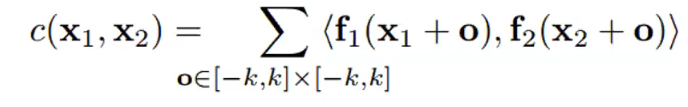 c(x₁, x₂) = ∑ ⟨f₁(x₁ + o), f₂(x₂ + o)⟩
o∈[−k,k]×[−k,k]